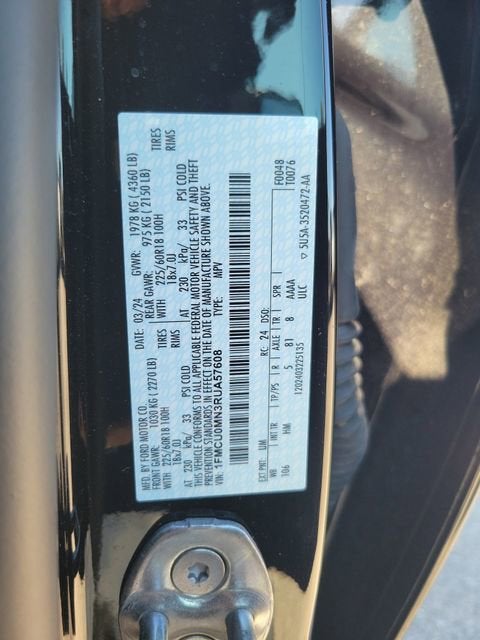 MFD. BY FORD MOTOR CO.
DATE: 03/24 GVWR: 1978 KG ( 4360 LB)
FRONT GAWR: 1030 KG ( 2270 LB) REAR GAWR: 975 KG ( 2150 LB)
WITH 225/60R18 100H TIRES WITH 225/60R18 100H TIRES
18x7.0J RIMS 18x7.0J RIMS
AT 230 kPa/ 33 PSI COLD AT 230 kPa/ 33 PSI COLD
THIS VEHICLE CONFORMS TO ALL APPLICABLE FEDERAL MOTOR VEHICLE SAFETY AND THEFT
PREVENTION STANDARDS IN EFFECT ON THE DATE OF MANUFACTURE SHOWN ABOVE.
VIN: 1FMCU0MN3RUA57608 TYPE: MPV
F0048
T0076
EXT PNT: UM RC: 24 DSO:
WB INT TR TP/PS R AXLE TR SPR
106 HM 5 81 8 AAAA
ULC
1202403225135 5U5A-3520472-AA